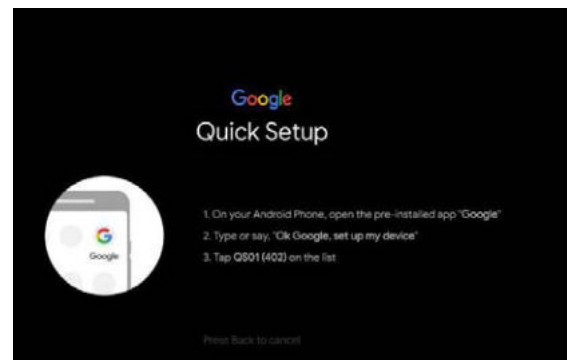 Google
Quick Setup
1. On your Android Phone, open the pre-installed app "Google"
2. Type or say, "Ok Google, set up my device"
3. Tap QS01 (402) on the list
Google
Press Back to cancel